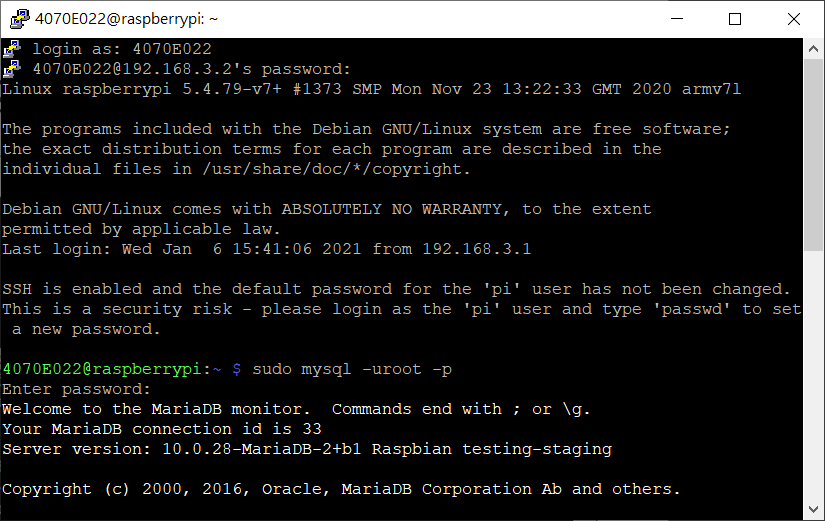 4070E022@raspberrypi: ~
login as: 4070E022
4070E022@192.168.3.2's password:
Linux raspberrypi 5.4.79-v7+ #1373 SMP Mon Nov 23 13:22:33 GMT 2020 armv7l
The programs included with the Debian GNU/Linux system are free software;
the exact distribution terms for each program are described in the
individual files in /usr/share/doc/*/copyright.
Debian GNU/Linux comes with ABSOLUTELY NO WARRANTY, to the extent
permitted by applicable law.
Last login: Wed Jan  6 15:41:06 2021 from 192.168.3.1
SSH is enabled and the default password for the 'pi' user has not been changed.
This is a security risk - please login as the 'pi' user and type 'passwd' to set
 a new password.
4070E022@raspberrypi:~ $ sudo mysql -uroot -p
Enter password:
Welcome to the MariaDB monitor.  Commands end with ; or \g.
Your MariaDB connection id is 33
Server version: 10.0.28-MariaDB-2+b1 Raspbian testing-staging
Copyright (c) 2000, 2016, Oracle, MariaDB Corporation Ab and others.